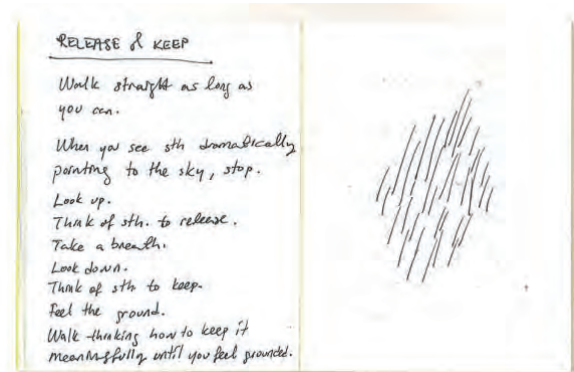 RELEASE & KEEP
Walk straight as long as
you can.
When you see sth dramatically
pointing to the sky, stop.
Look up.
Think of sth. to release.
Take a breath.
Look down.
Think of sth to keep.
Feel the ground.
Walk thinking how to keep it
meaningfully until you feel grounded.